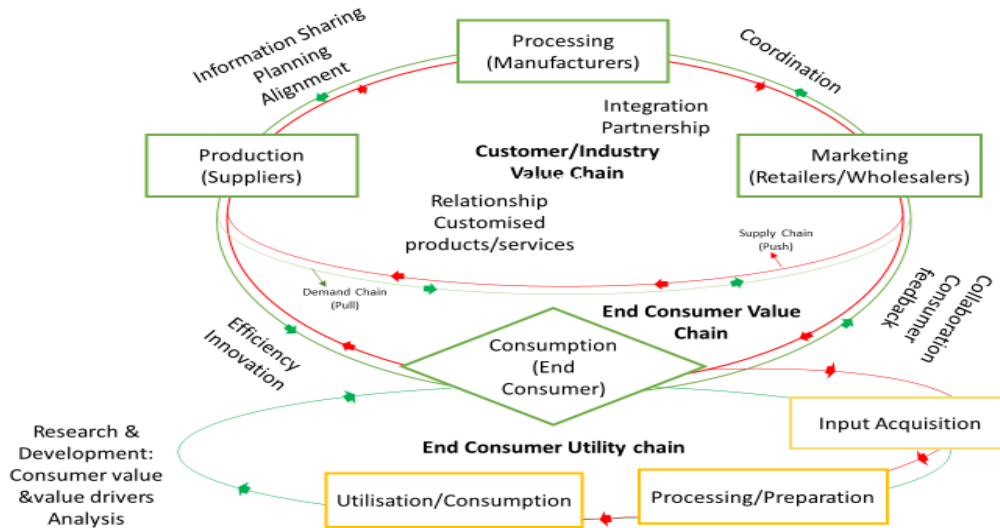 Information Sharing
Planning
Alignment
Processing
(Manufacturers)
Coordination
Integration
Partnership
Production
(Suppliers)
Customer/Industry
Value Chain
Marketing
(Retailers/Wholesalers)
Relationship
Customised
products/services
Supply Chain
(Push)
Demand Chain
(Pull)
Efficiency
Innovation
End Consumer Value
Chain
Collaboration
Consumer
feedback
Consumption
(End
Consumer)
Input Acquisition
End Consumer Utility chain
Research &
Development:
Consumer value
&value drivers
Analysis
Utilisation/Consumption
Processing/Preparation